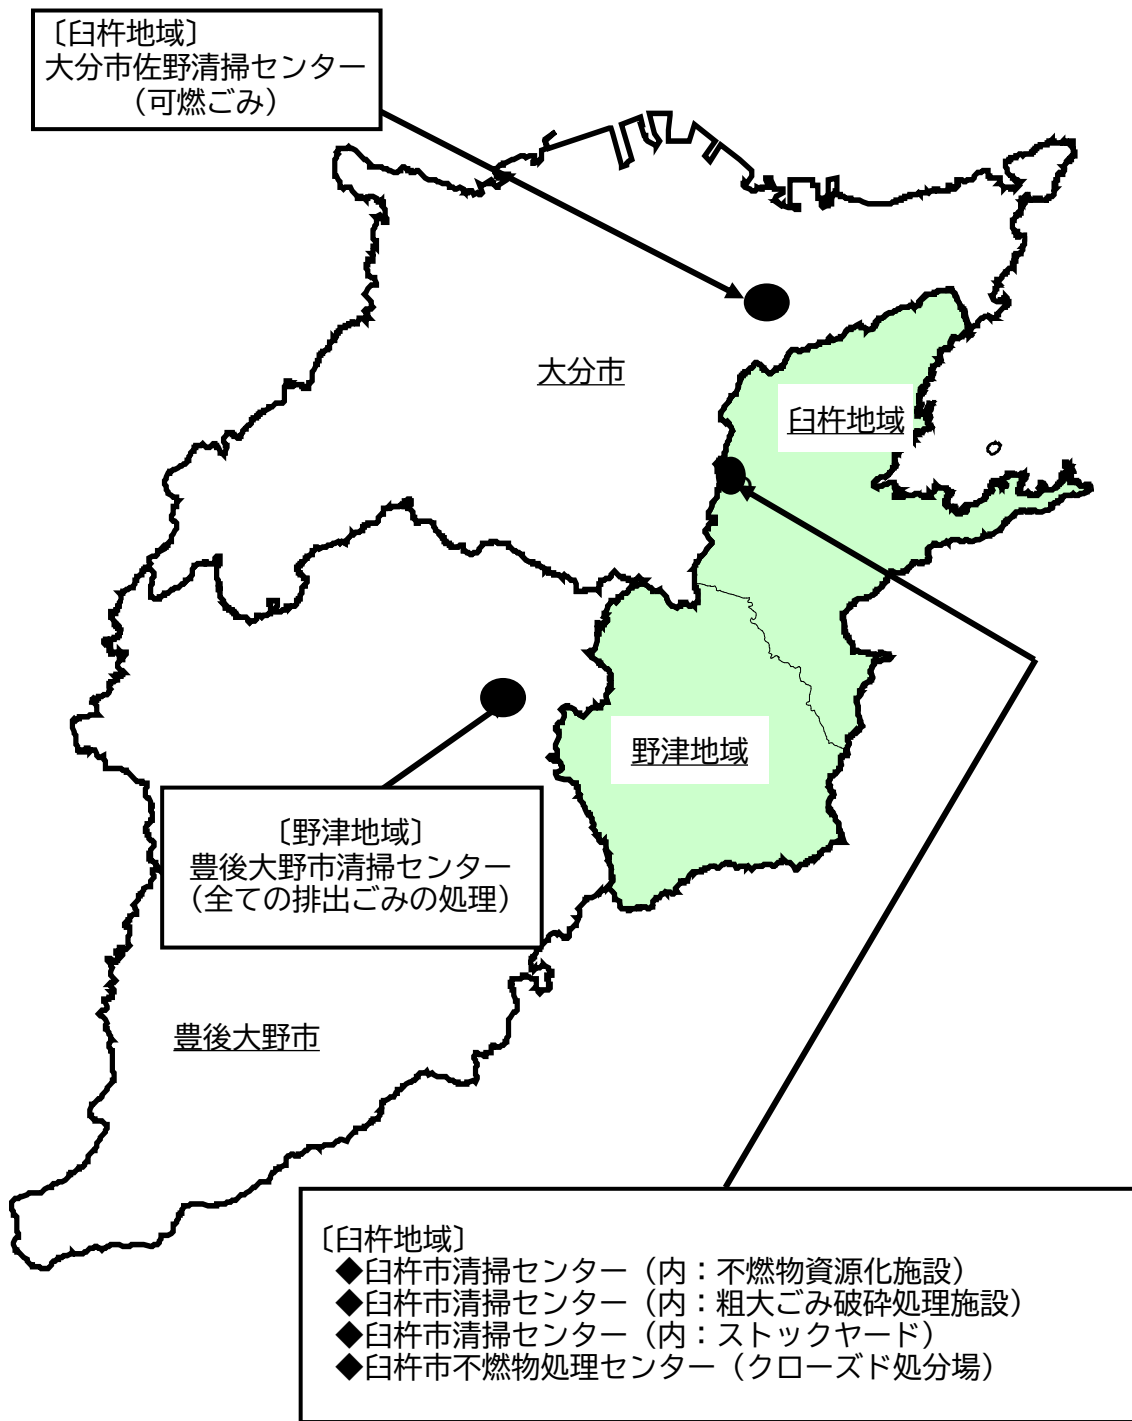 〔臼杵地域〕
大分市佐野清掃センター
（可燃ごみ）
大分市
臼杵地域
野津地域
〔野津地域〕
豊後大野市清掃センター
（全ての排出ごみの処理）
豊後大野市
〔臼杵地域〕
◆臼杵市清掃センター（内：不燃物資源化施設）
◆臼杵市清掃センター（内：粗大ごみ破砕処理施設）
◆臼杵市清掃センター（内：ストックヤード）
◆臼杵市不燃物処理センター（クローズド処分場）